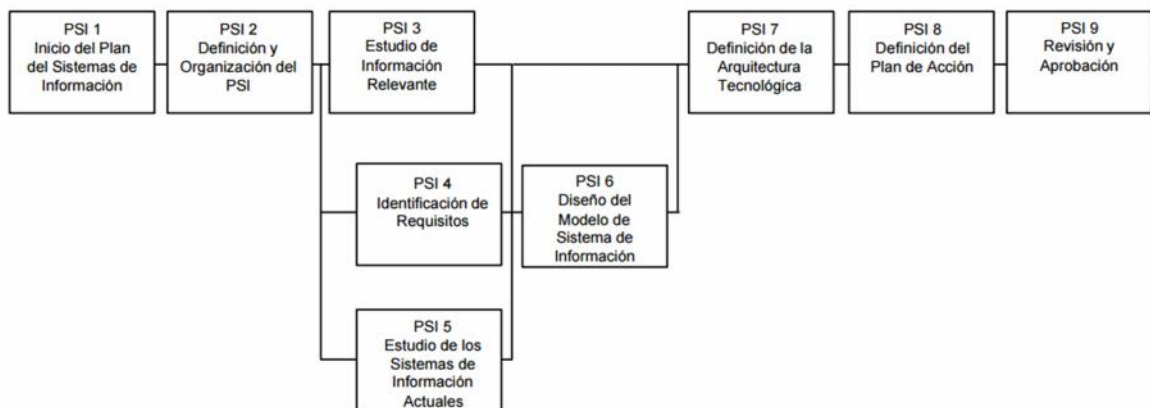 PSI 1
Inicio del Plan
del Sistemas de
Información
PSI 2
Definición y
Organización del
PSI
PSI 3
Estudio de
Información
Relevante
PSI 7
Definición de la
Arquitectura
Tecnológica
PSI 8
Definición del
Plan de Acción
PSI 9
Revisión y
Aprobación
PSI 4
Identificación de
Requisitos
PSI 6
Diseño del
Modelo de
Sistema de
Información
PSI 5
Estudio de los
Sistemas de
Información
Actuales